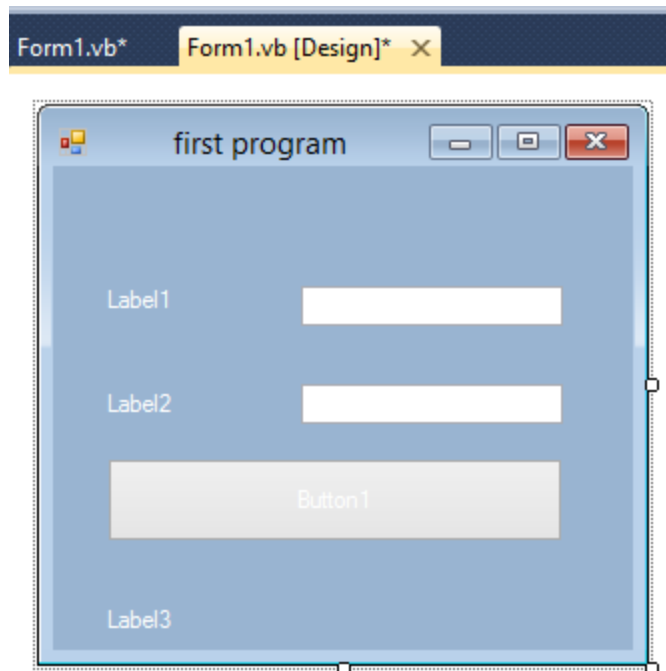 Form1.vb* Form1.vb [Design]*
first program
Label1
Label2
Button1
Label3